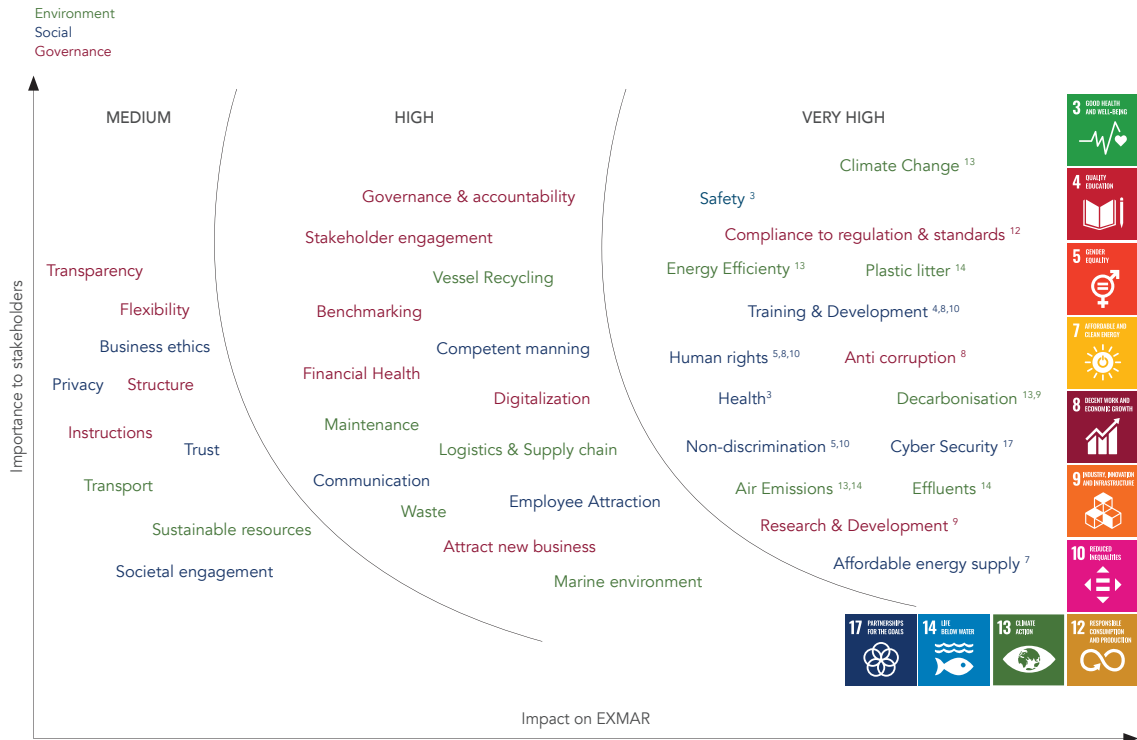 Environment
Social
Governance
MEDIUM
HIGH
VERY HIGH
Importance to stakeholders
Transparency
Flexibility
Business ethics
Privacy
Structure
Instructions
Trust
Transport
Sustainable resources
Societal engagement
Governance & accountability
Stakeholder engagement
Vessel Recycling
Benchmarking
Competent manning
Financial Health
Digitalization
Maintenance
Logistics & Supply chain
Communication
Employee Attraction
Waste
Attract new business
Marine environment
Climate Change 13
Safety 3
Compliance to regulation & standards 12
Energy Efficienty 13
Plastic litter 14
Training & Development 4,8,10
Human rights 5,8,10
Anti corruption 8
Health3
Decarbonisation 13,9
Non-discrimination 5,10
Cyber Security 17
Air Emissions 13,14
Effluents 14
Research & Development 9
Affordable energy supply 7
3 GOOD HEALTH
AND WELL-BEING
4 QUALITY
EDUCATION
5 GENDER
EQUALITY
7 AFFORDABLE AND
CLEAN ENERGY
8 DECENT WORK AND
ECONOMIC GROWTH
9 INDUSTRY, INNOVATION
AND INFRASTRUCTURE
10 REDUCED
INEQUALITIES
17 PARTNERSHIPS
FOR THE GOALS
14 LIFE
BELOW WATER
13 CLIMATE
ACTION
12 RESPONSIBLE
CONSUMPTION
AND PRODUCTION
Impact on EXMAR